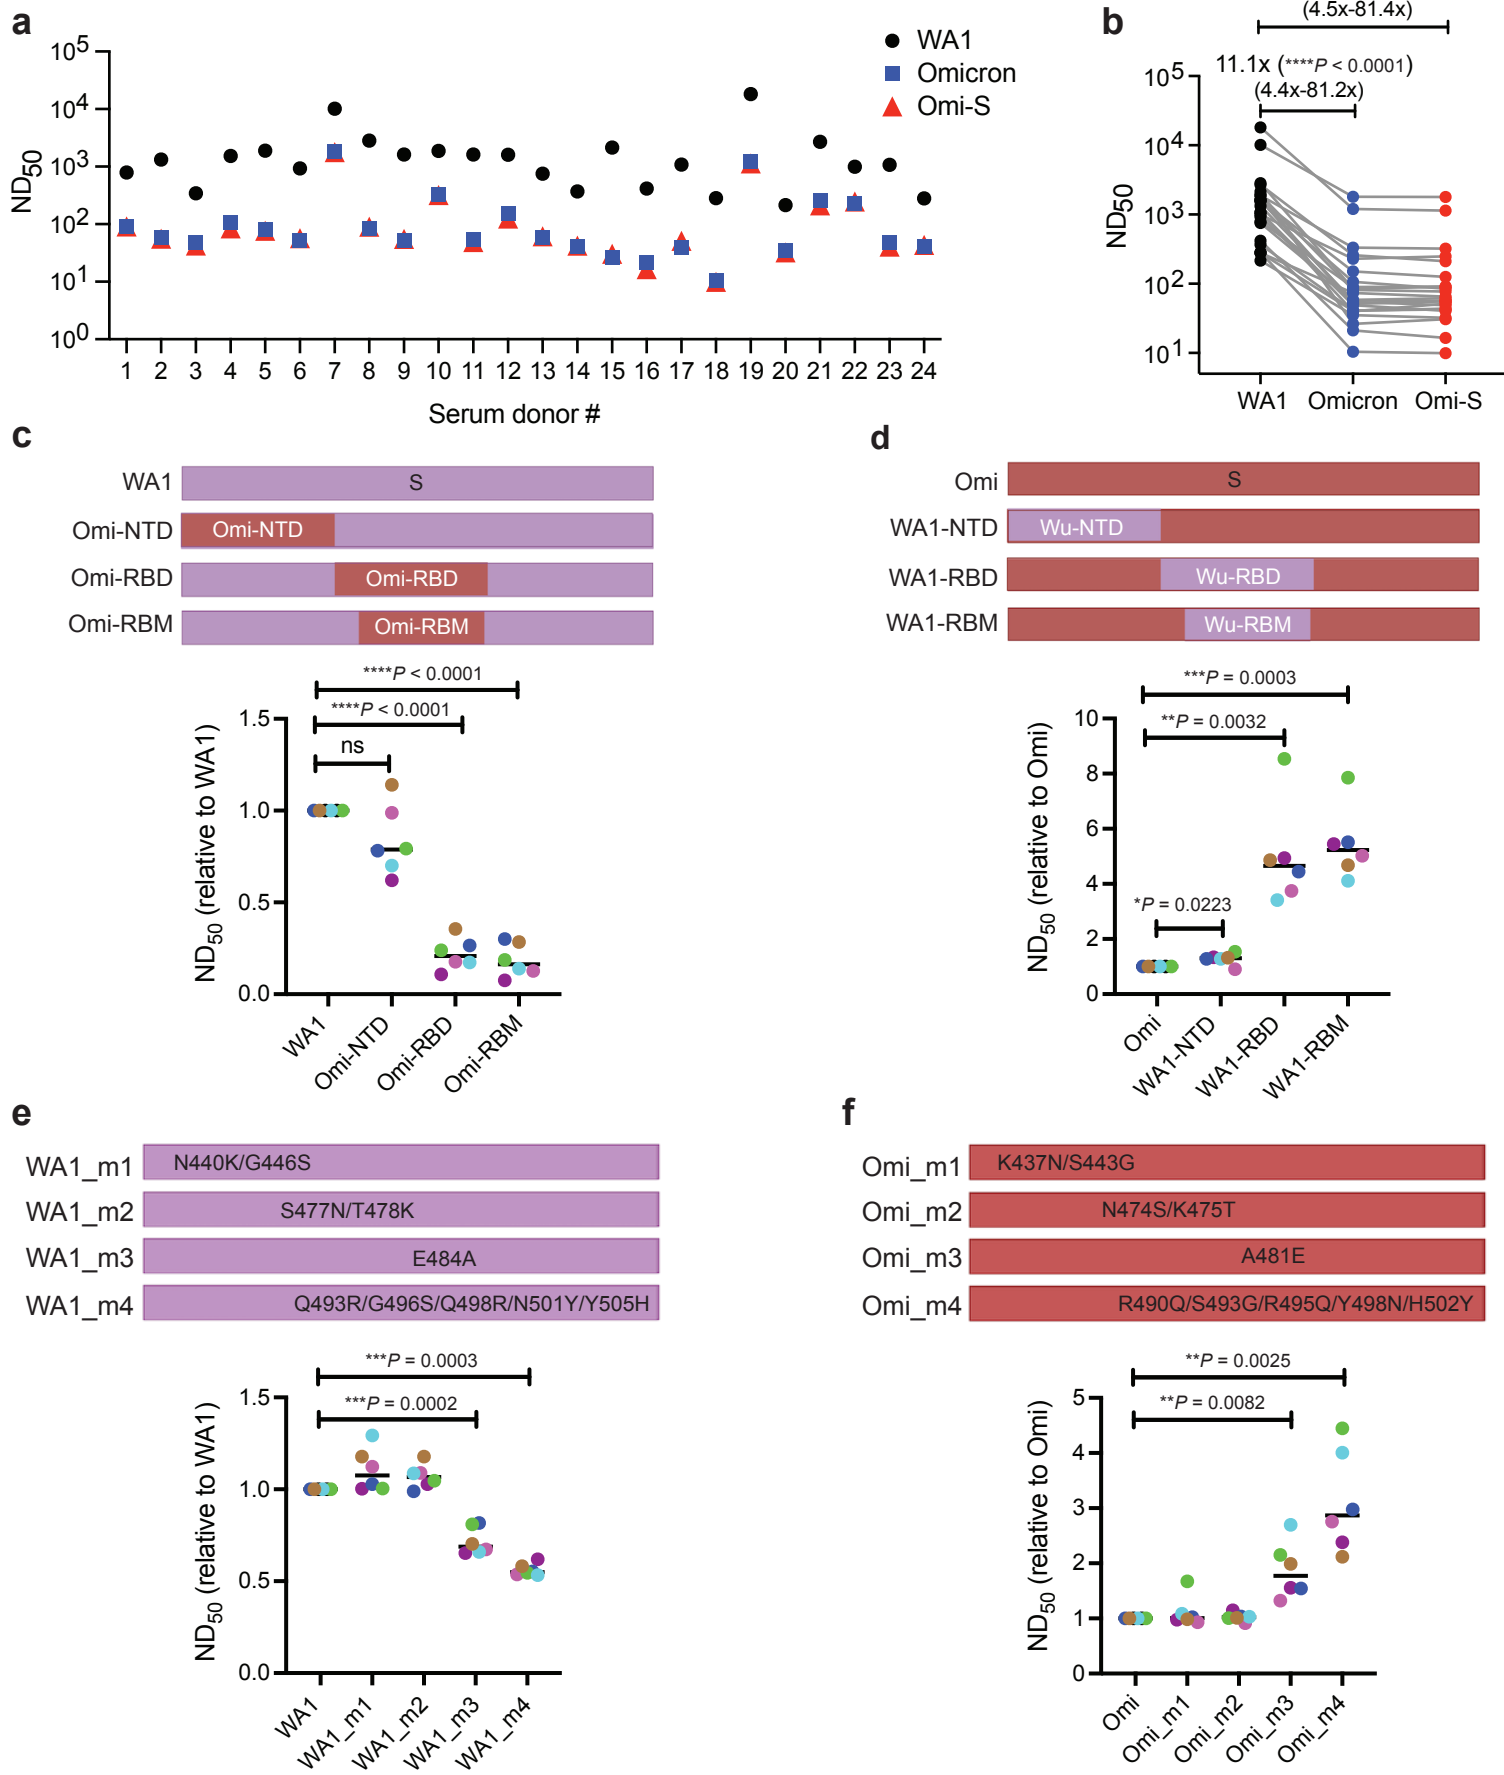 a
ND50
10^5
10^4
10^3
10^2
10^1
10^0
WA1
Omicron
Omi-S
1 2 3 4 5 6 7 8 9 10 11 12 13 14 15 16 17 18 19 20 21 22 23 24
Serum donor #
b
(4.5x-81.4x)
11.1x (****P < 0.0001)
(4.4x-81.2x)
ND50
10^5
10^4
10^3
10^2
10^1
WA1 Omicron Omi-S
c
WA1 S
Omi-NTD Omi-NTD
Omi-RBD Omi-RBD
Omi-RBM Omi-RBM
****P < 0.0001
****P < 0.0001
ns
ND50 (relative to WA1)
1.5
1.0
0.5
0.0
WA1 Omi-NTD Omi-RBD Omi-RBM
d
Omi S
WA1-NTD Wu-NTD
WA1-RBD Wu-RBD
WA1-RBM Wu-RBM
***P = 0.0003
**P = 0.0032
*P = 0.0223
ND50 (relative to Omi)
10
8
6
4
2
0
Omi WA1-NTD WA1-RBD WA1-RBM
e
WA1_m1 N440K/G446S
WA1_m2 S477N/T478K
WA1_m3 E484A
WA1_m4 Q493R/G496S/Q498R/N501Y/Y505H
***P = 0.0003
***P = 0.0002
ND50 (relative to WA1)
1.5
1.0
0.5
0.0
WA1 WA1_m1 WA1_m2 WA1_m3 WA1_m4
f
Omi_m1 K437N/S443G
Omi_m2 N474S/K475T
Omi_m3 A481E
Omi_m4 R490Q/S493G/R495Q/Y498N/H502Y
**P = 0.0025
**P = 0.0082
ND50 (relative to Omi)
5
4
3
2
1
0
Omi Omi_m1 Omi_m2 Omi_m3 Omi_m4